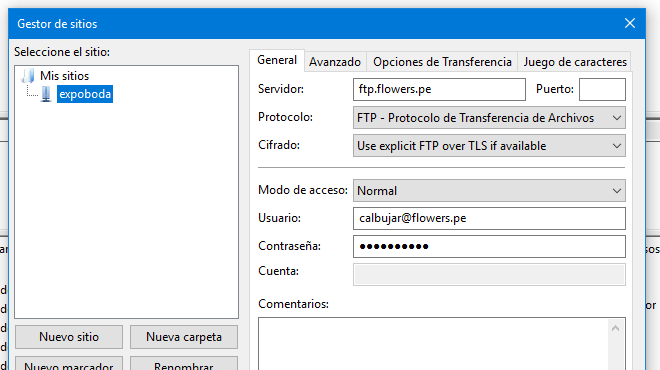 Gestor de sitios
Seleccione el sitio:
Mis sitios
expoboda
Nuevo sitio
Nueva carpeta
Nuevo marcador
Renombrar
General
Avanzado
Opciones de Transferencia
Juego de caracteres
Servidor:
ftp.flowers.pe
Puerto:
Protocolo:
FTP - Protocolo de Transferencia de Archivos
Cifrado:
Use explicit FTP over TLS if available
Modo de acceso:
Normal
Usuario:
calbujar@flowers.pe
Contraseña:
●●●●●●●●●●
Cuenta:
Comentarios: